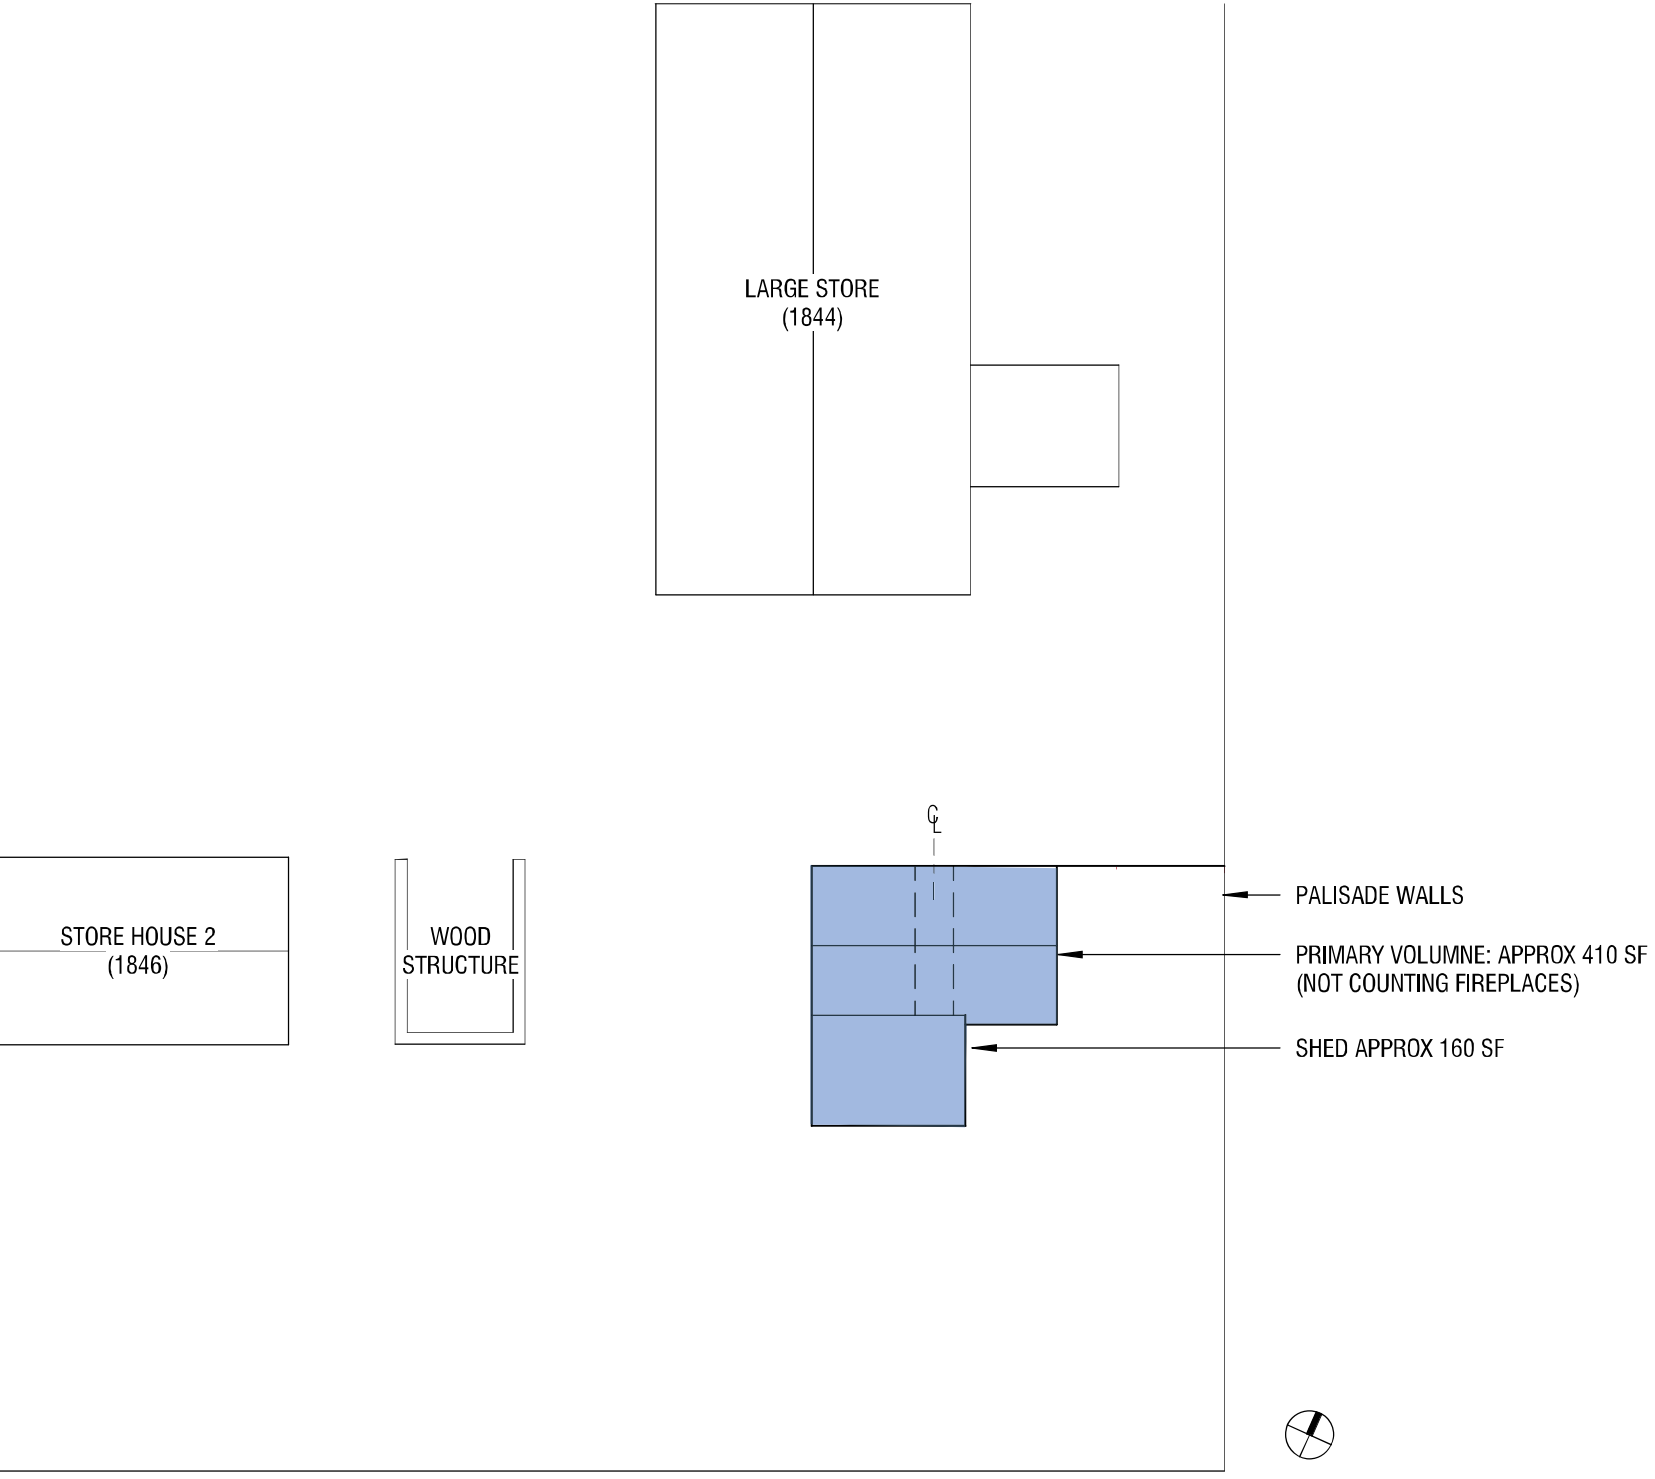 LARGE STORE
(1844)
℄
STORE HOUSE 2
(1846)
WOOD
STRUCTURE
PALISADE WALLS
PRIMARY VOLUMNE: APPROX 410 SF
(NOT COUNTING FIREPLACES)
SHED APPROX 160 SF